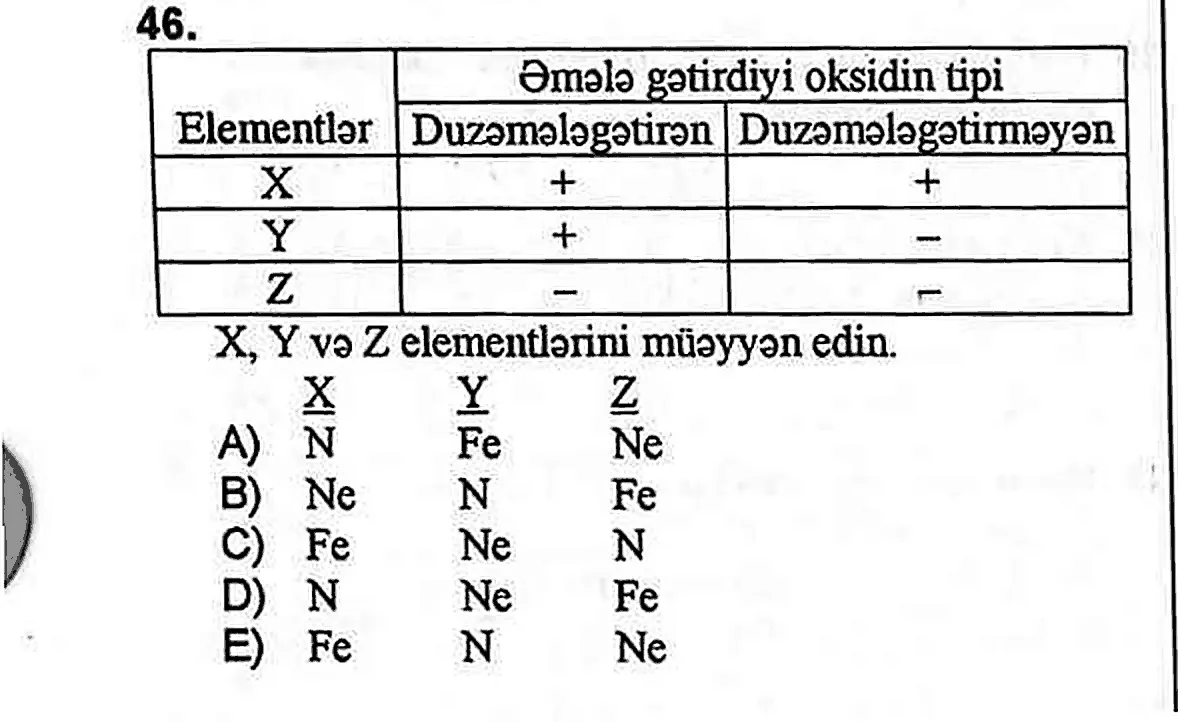 46.
Əmələ gətirdiyi oksidin tipi
Elementlər Duzəmələgətirən Duzəmələgətirməyən
X + +
Y + –
Z – –
X, Y və Z elementlərini müəyyən edin.
X Y Z
A) N Fe Ne
B) Ne N Fe
C) Fe Ne N
D) N Ne Fe
E) Fe N Ne